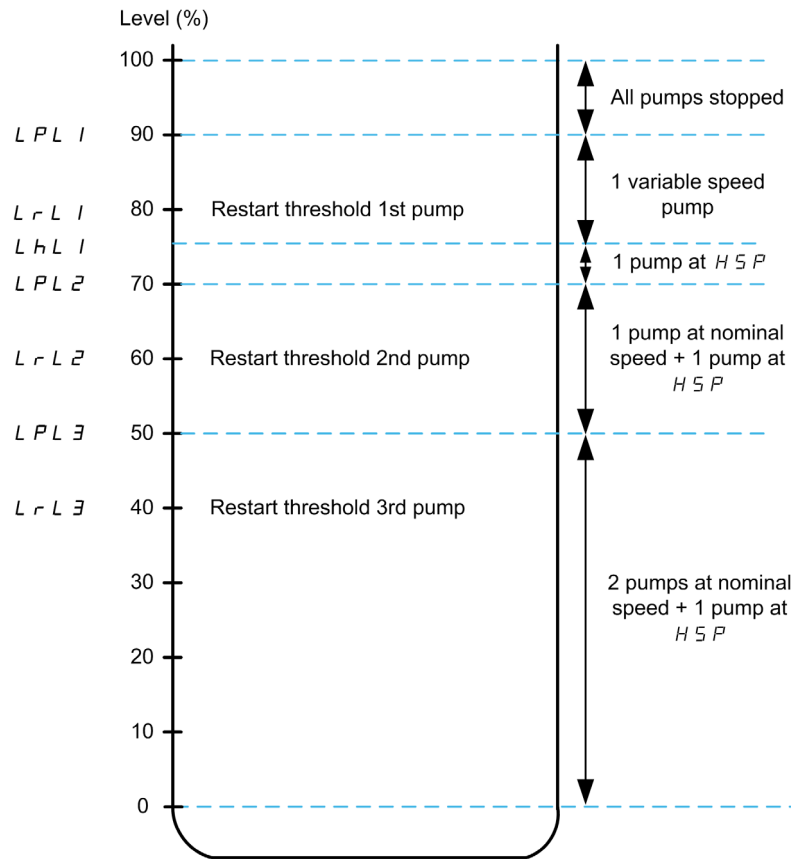 Level (%)
100
All pumps stopped
LPL1 90
1 variable speed
pump
LrL1 80 Restart threshold 1st pump
LhL1
1 pump at HSP
LPL2 70
1 pump at nominal
speed + 1 pump at
HSP
LrL2 60 Restart threshold 2nd pump
LPL3 50
LrL3 40 Restart threshold 3rd pump
30
2 pumps at nominal
speed + 1 pump at
HSP
20
10
0